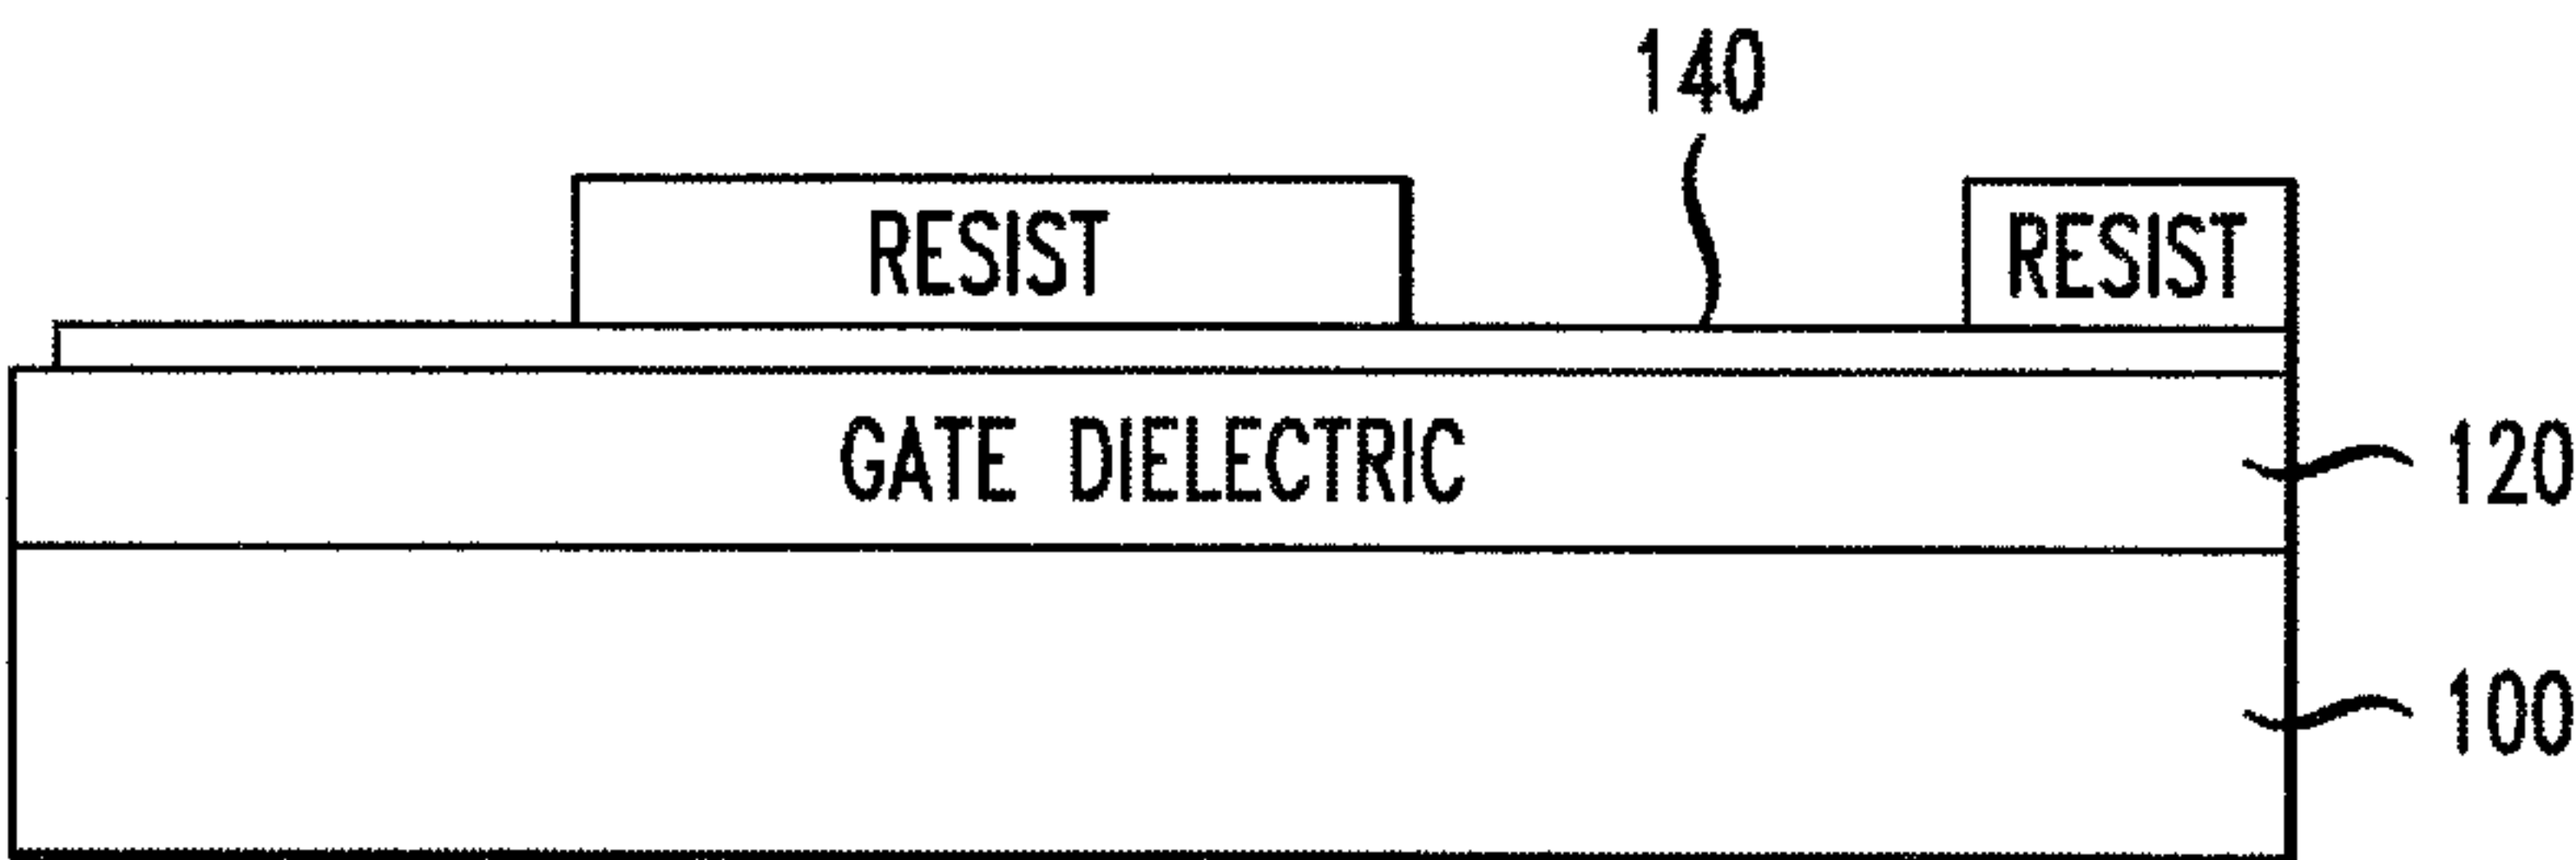 140
RESIST RESIST
GATE DIELECTRIC 120
100